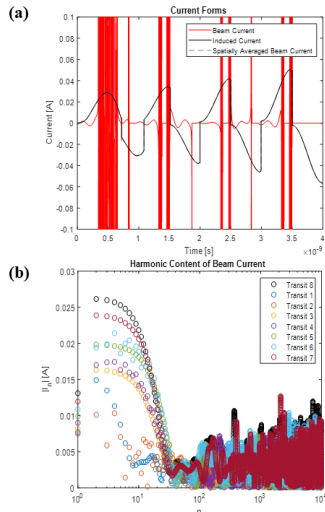 (a)
Current Forms
Beam Current
Induced Current
Spatially Averaged Beam Current
0.1
0.08
0.06
0.04
0.02
0
-0.02
-0.04
-0.06
-0.08
-0.1
Current [A]
0 0.5 1 1.5 2 2.5 3 3.5 4
Time [s]
×10⁻⁹
(b)
Harmonic Content of Beam Current
Transit 8
Transit 1
Transit 2
Transit 3
Transit 4
Transit 5
Transit 6
Transit 7
0.03
0.025
0.02
0.015
0.01
0.005
0
|Iₙ| [A]
10⁰ 10¹ 10² 10³ 10⁴
n